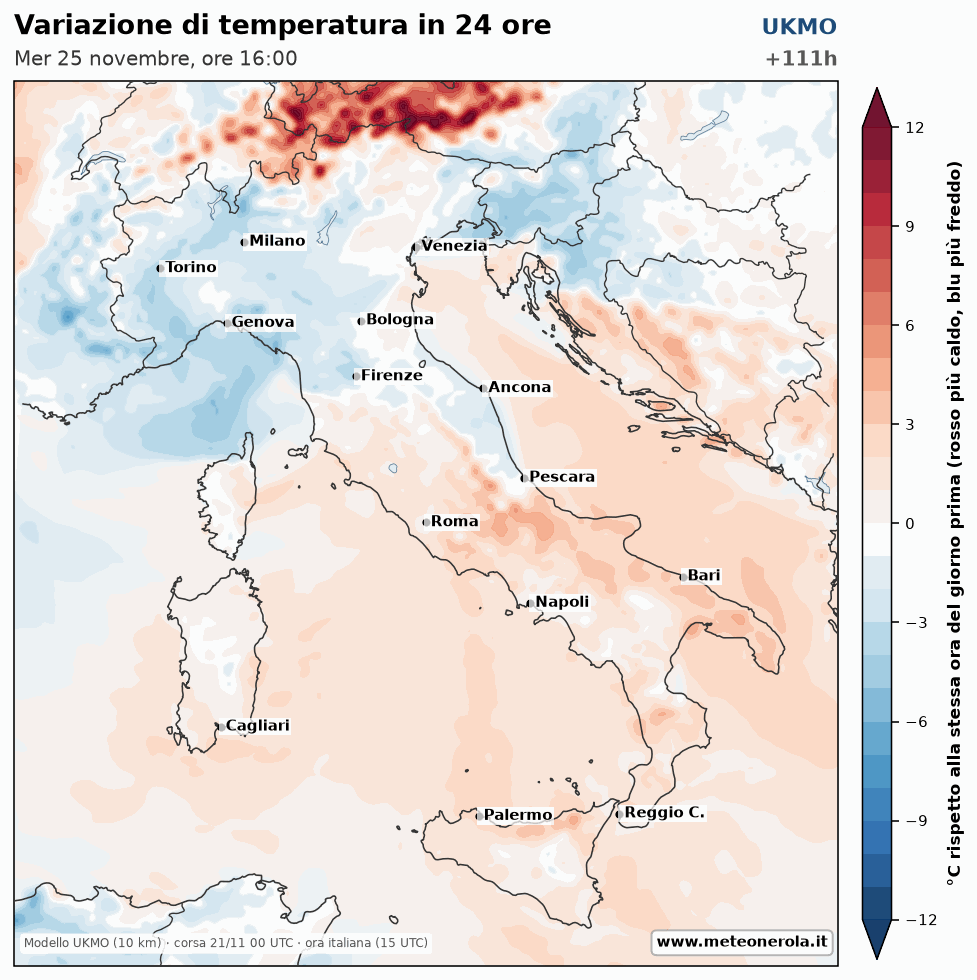 Variazione di temperatura in 24 ore
UKMO
Mer 25 novembre, ore 16:00
+111h
Milano
Venezia
Torino
Genova
Bologna
Firenze
Ancona
Pescara
Roma
Bari
Napoli
Cagliari
Palermo
Reggio C.
12
9
6
3
0
−3
−6
−9
−12
°C rispetto alla stessa ora del giorno prima (rosso più caldo, blu più freddo)
Modello UKMO (10 km) · corsa 21/11 00 UTC · ora italiana (15 UTC)
www.meteonerola.it